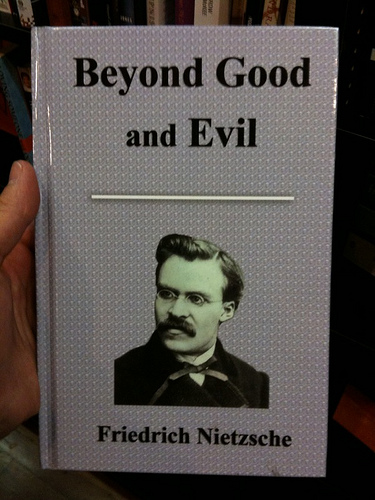 Beyond Good
and Evil
Friedrich Nietzsche